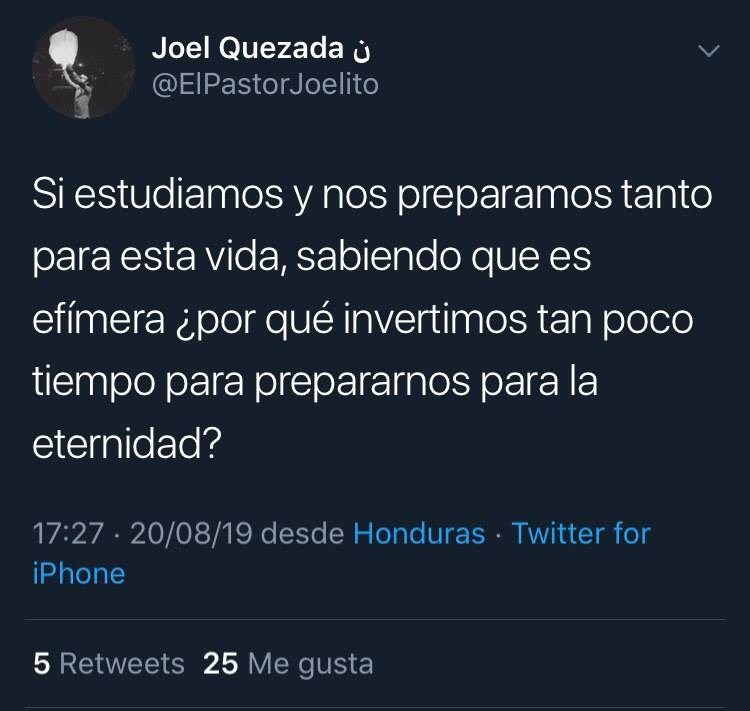 Joel Quezada ن
@ElPastorJoelito
Si estudiamos y nos preparamos tanto
para esta vida, sabiendo que es
efímera ¿por qué invertimos tan poco
tiempo para prepararnos para la
eternidad?
17:27 · 20/08/19 desde Honduras · Twitter for
iPhone
5 Retweets 25 Me gusta